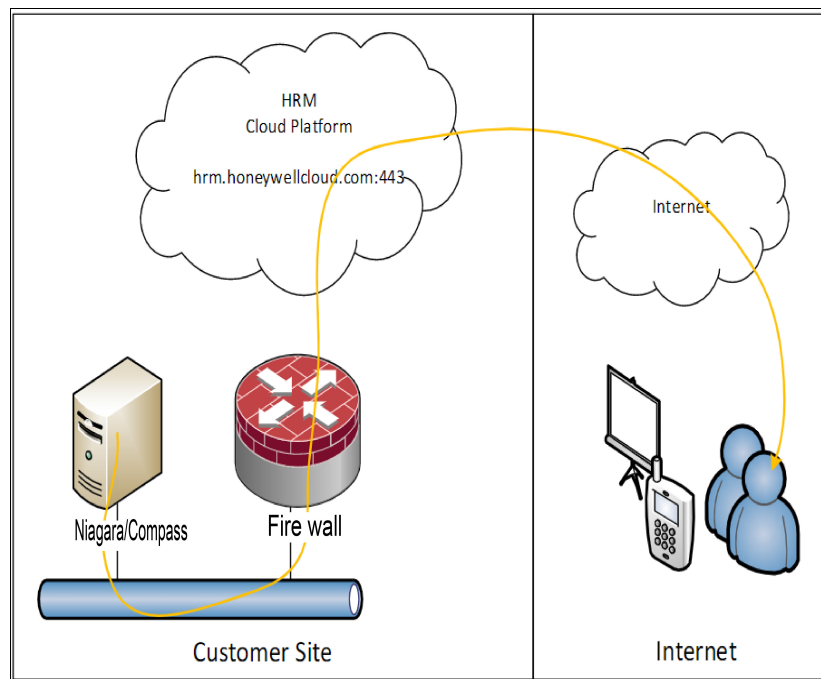 HRM
Cloud Platform
hrm.honeywellcloud.com:443
Internet
Niagara/Compass
Fire wall
Customer Site
Internet